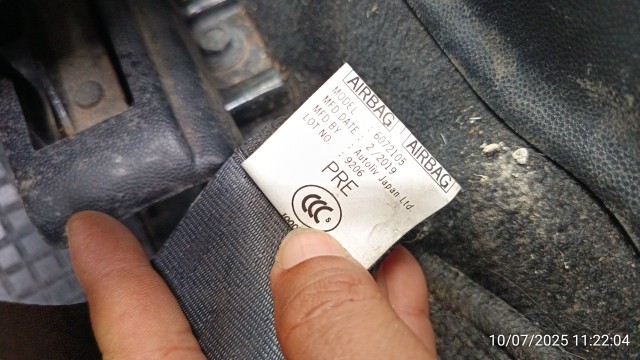 AIRBAG AIRBAG
MODEL : 6072105
MFD.DATE : 2/2019
MFD BY : Autoliv Japan Ltd.
LOT NO. : 9206
PRE
CCC S
10/07/2025 11:22:04